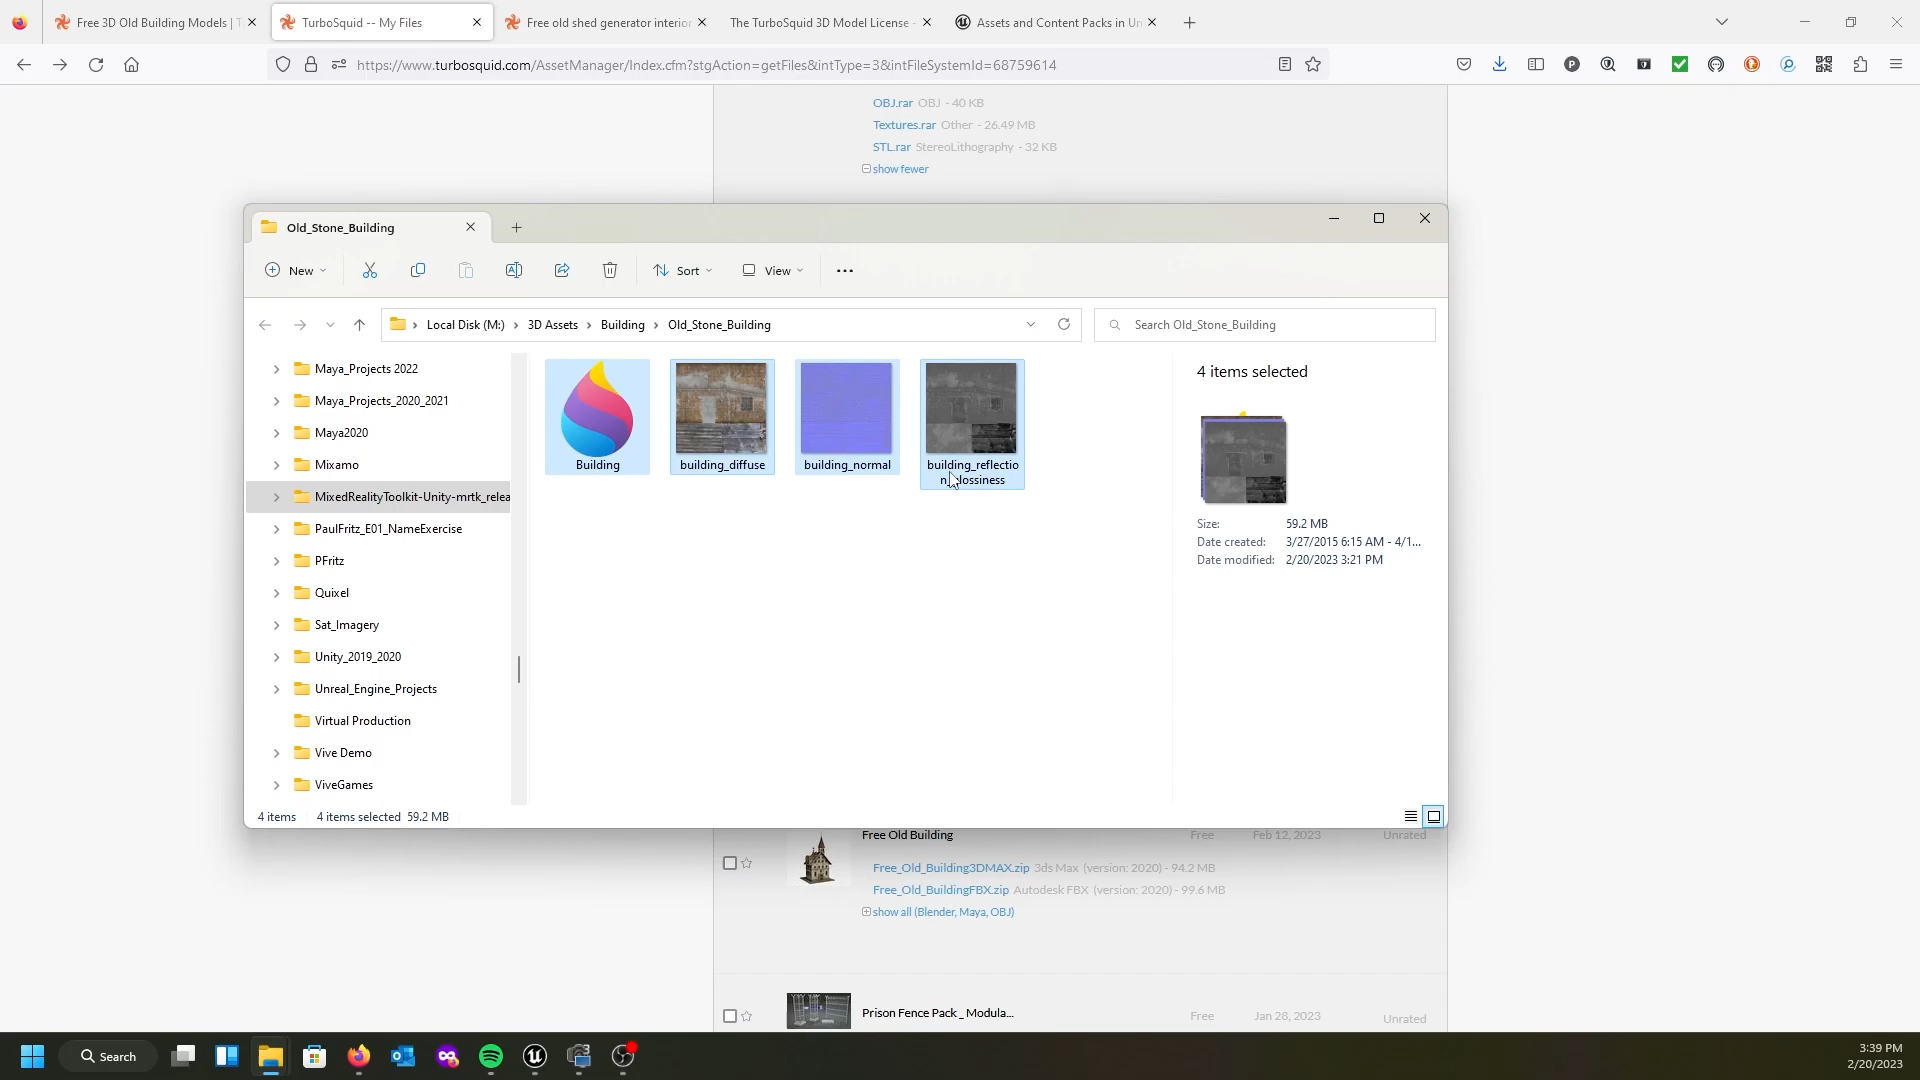 Free 3D Old Building Models | T
TurboSquid -- My Files
Free old shed generator interior
The TurboSquid 3D Model License -
Assets and Content Packs in Un
https://www.turbosquid.com/AssetManager/Index.cfm?stgAction=getFiles&intType=3&intFileSystemId=68759614
OBJ.rar OBJ - 40 KB
Textures.rar Other - 26.49 MB
STL.rar StereoLithography - 32 KB
show fewer
Old_Stone_Building
New
Sort
View
Local Disk (M:) › 3D Assets › Building › Old_Stone_Building
Search Old_Stone_Building
Maya_Projects 2022
Maya_Projects_2020_2021
Maya2020
Mixamo
MixedRealityToolkit-Unity-mrtk_relea
PaulFritz_E01_NameExercise
PFritz
Quixel
Sat_Imagery
Unity_2019_2020
Unreal_Engine_Projects
Virtual Production
Vive Demo
ViveGames
Building
building_diffuse
building_normal
building_reflectio
n_glossiness
4 items selected
Size: 59.2 MB
Date created: 3/27/2015 6:15 AM - 4/1...
Date modified: 2/20/2023 3:21 PM
4 items
4 items selected 59.2 MB
Free Old Building
Free
Feb 12, 2023
Unrated
Free_Old_Building3DMAX.zip 3ds Max (version: 2020) - 94.2 MB
Free_Old_BuildingFBX.zip Autodesk FBX (version: 2020) - 99.6 MB
show all (Blender, Maya, OBJ)
Prison Fence Pack _ Modula...
Free
Jan 28, 2023
Unrated
Search
3:39 PM
2/20/2023